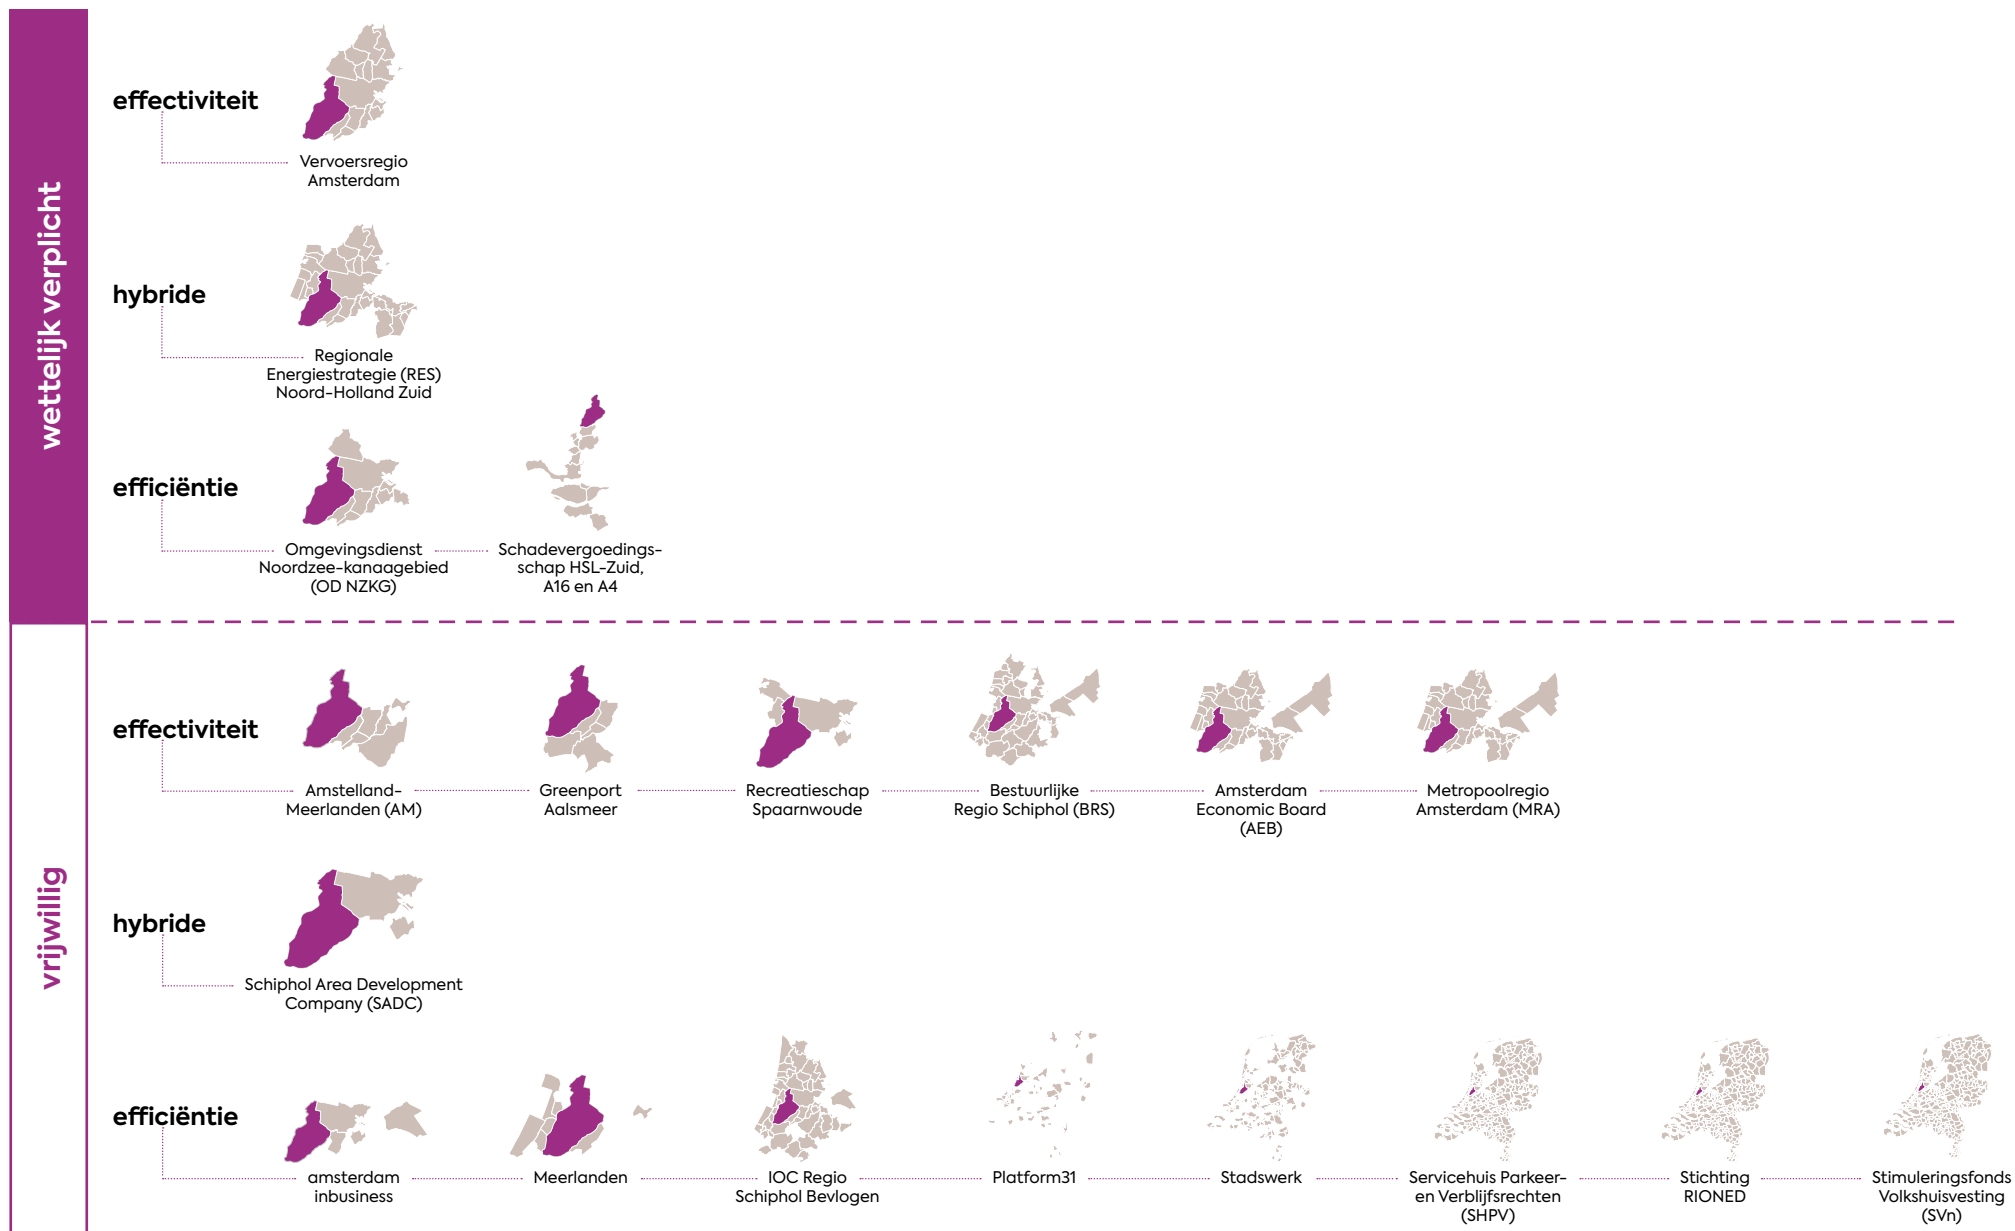 wettelijk verplicht
effectiviteit
Vervoersregio
Amsterdam
hybride
Regionale
Energiestrategie (RES)
Noord-Holland Zuid
efficiëntie
Omgevingsdienst
Noordzee-kanaagebied
(OD NZKG)
Schadevergoedings-
schap HSL-Zuid,
A16 en A4
vrijwillig
effectiviteit
Amstelland-
Meerlanden (AM)
Greenport
Aalsmeer
Recreatieschap
Spaarnwoude
Bestuurlijke
Regio Schiphol (BRS)
Amsterdam
Economic Board
(AEB)
Metropoolregio
Amsterdam (MRA)
hybride
Schiphol Area Development
Company (SADC)
efficiëntie
amsterdam
inbusiness
Meerlanden
IOC Regio
Schiphol Bevlogen
Platform31
Stadswerk
Servicehuis Parkeer-
en Verblijfsrechten
(SHPV)
Stichting
RIONED
Stimuleringsfonds
Volkshuisvesting
(SVn)